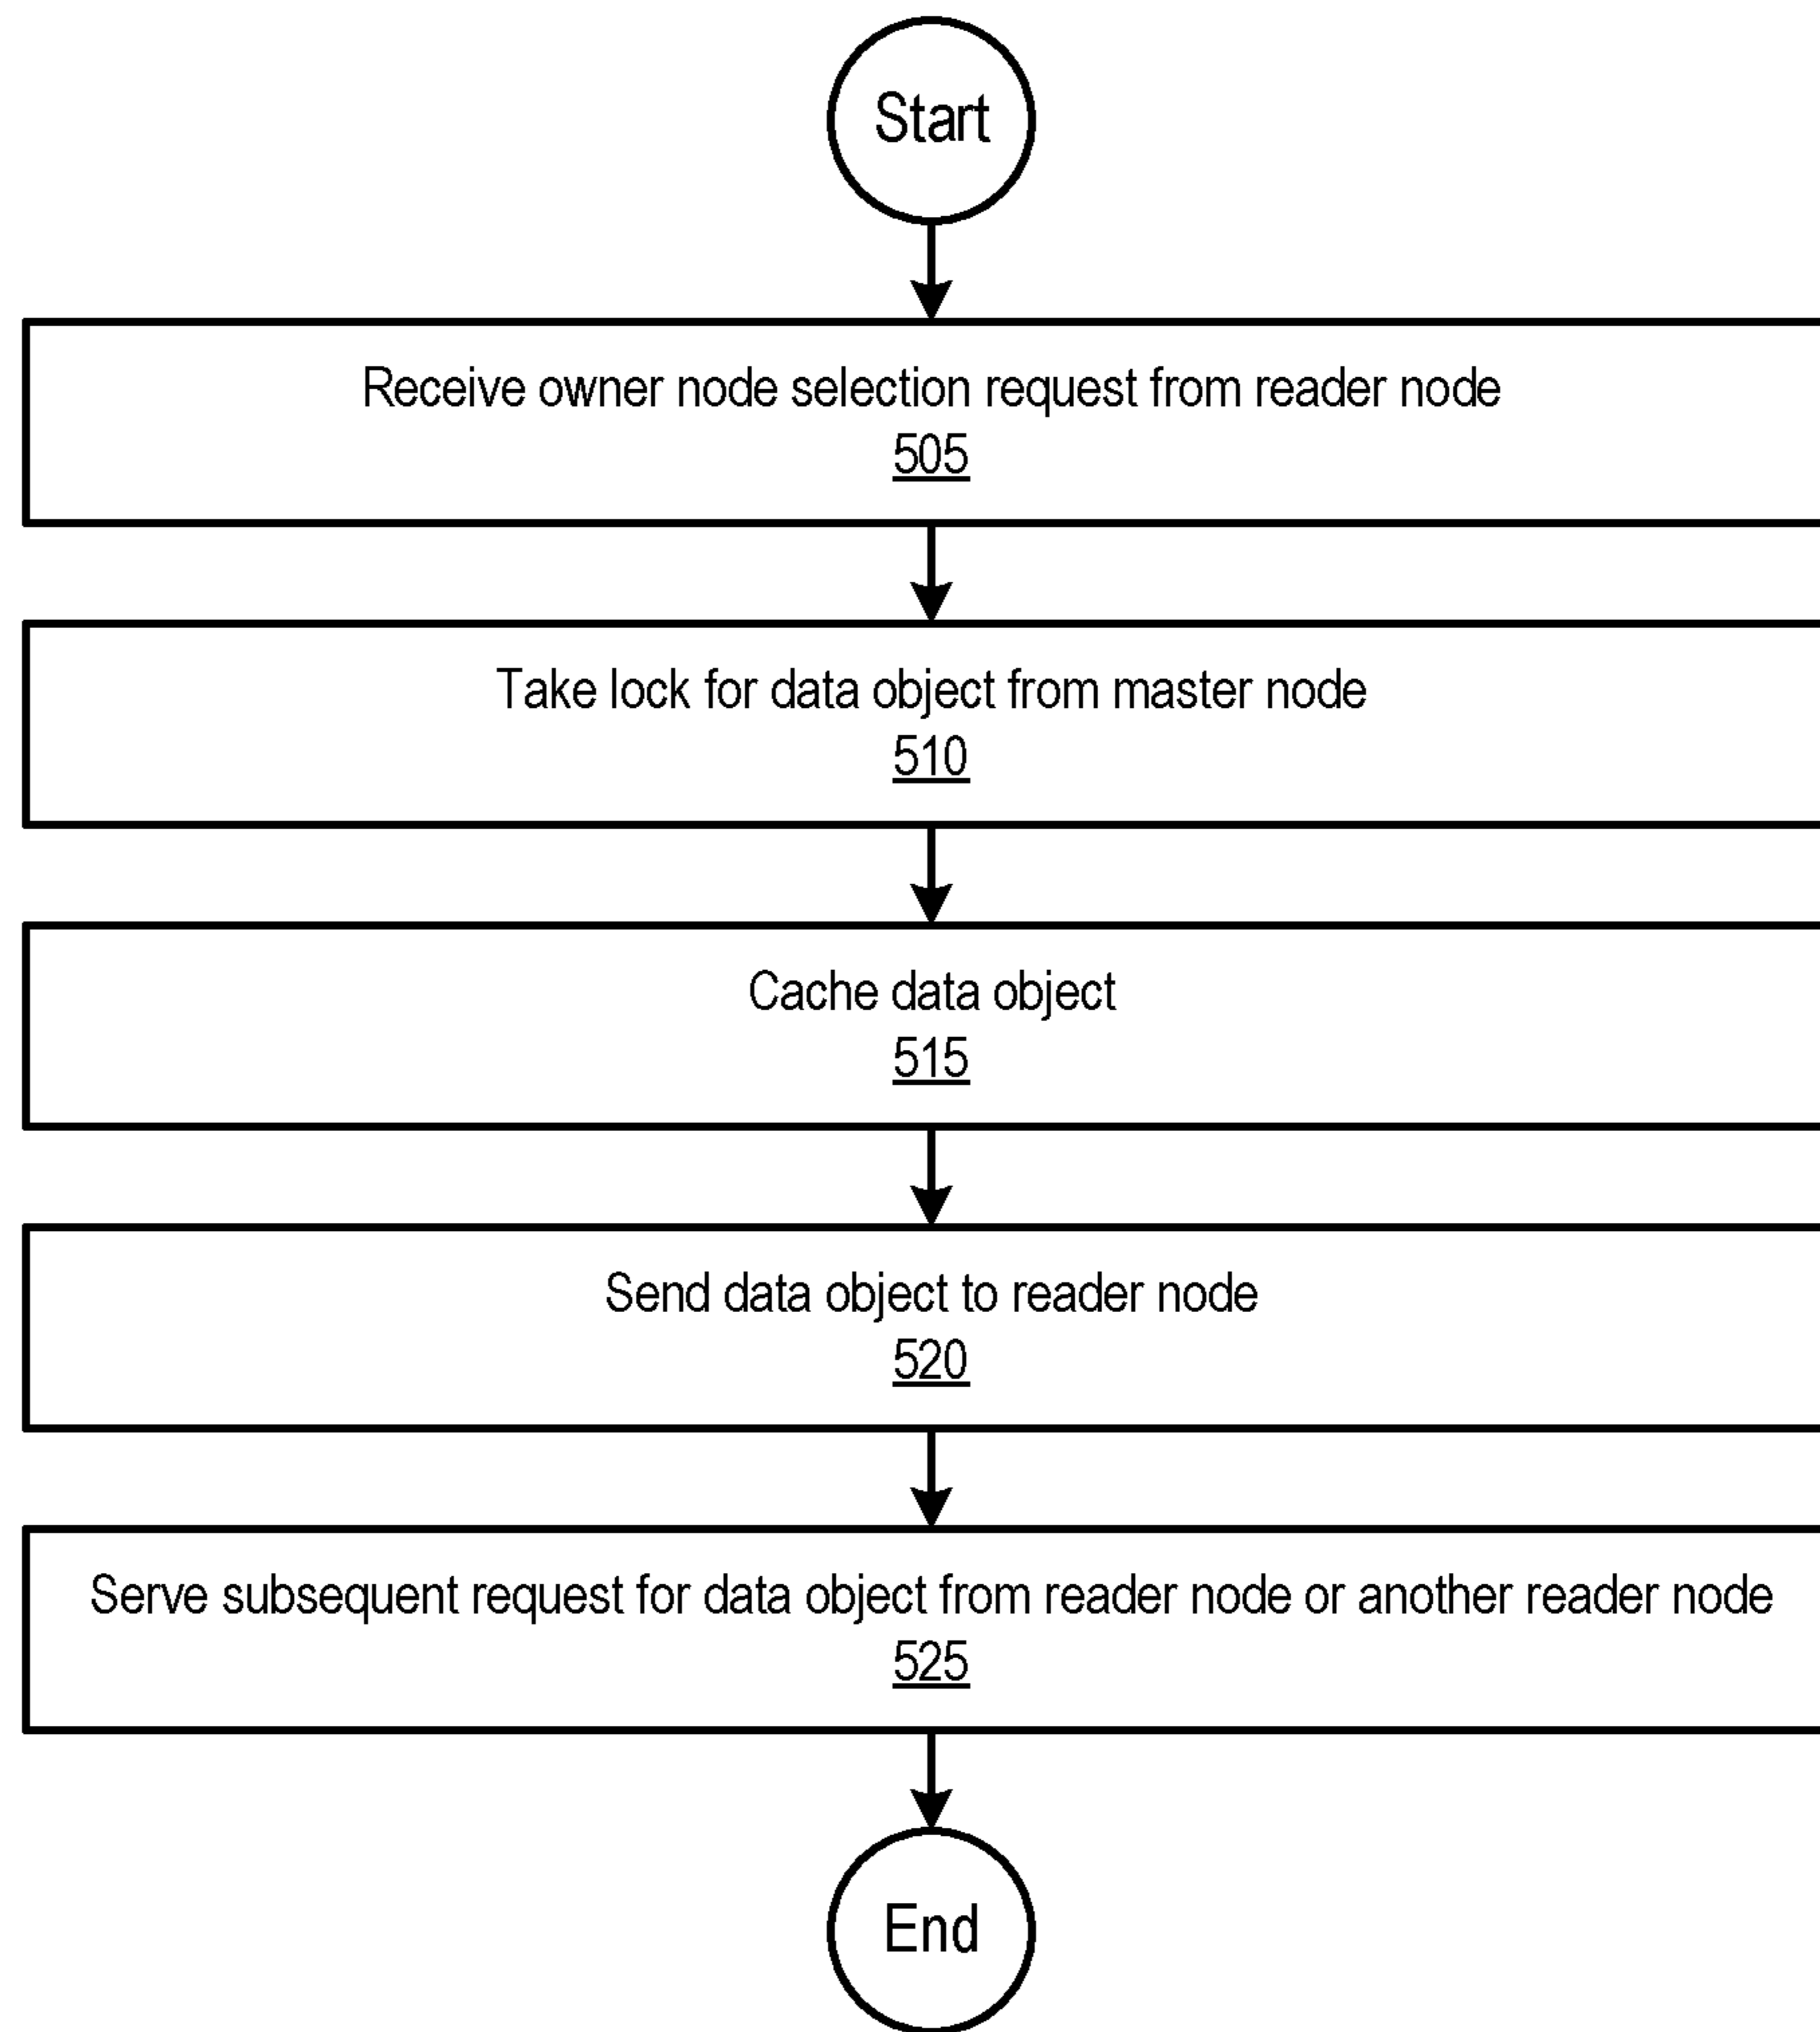 Start
Receive owner node selection request from reader node
505
Take lock for data object from master node
510
Cache data object
515
Send data object to reader node
520
Serve subsequent request for data object from reader node or another reader node
525
End